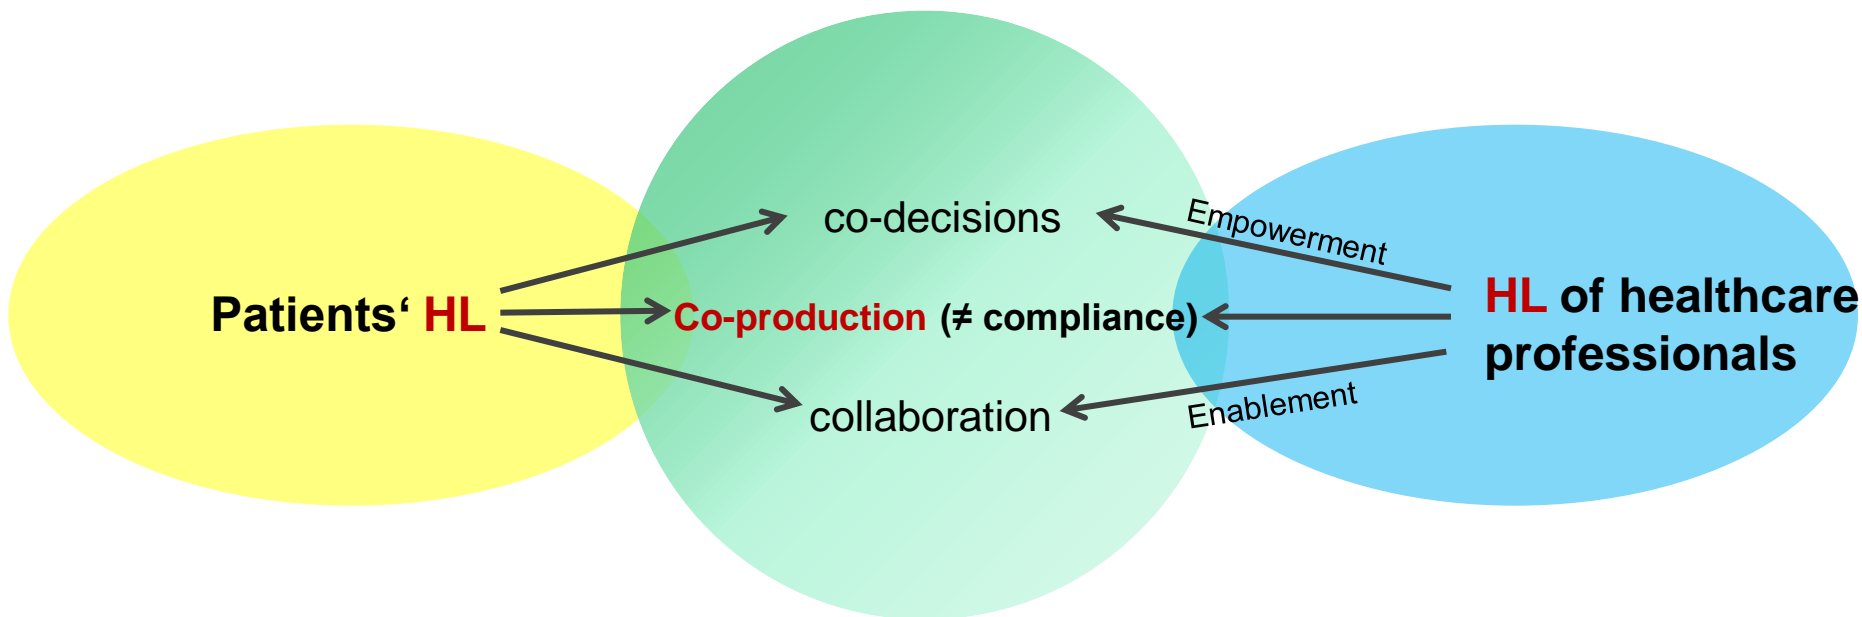 co-decisions
Empowerment
Patients‘ HL
Co-production (≠ compliance)
HL of healthcare
professionals
collaboration
Enablement